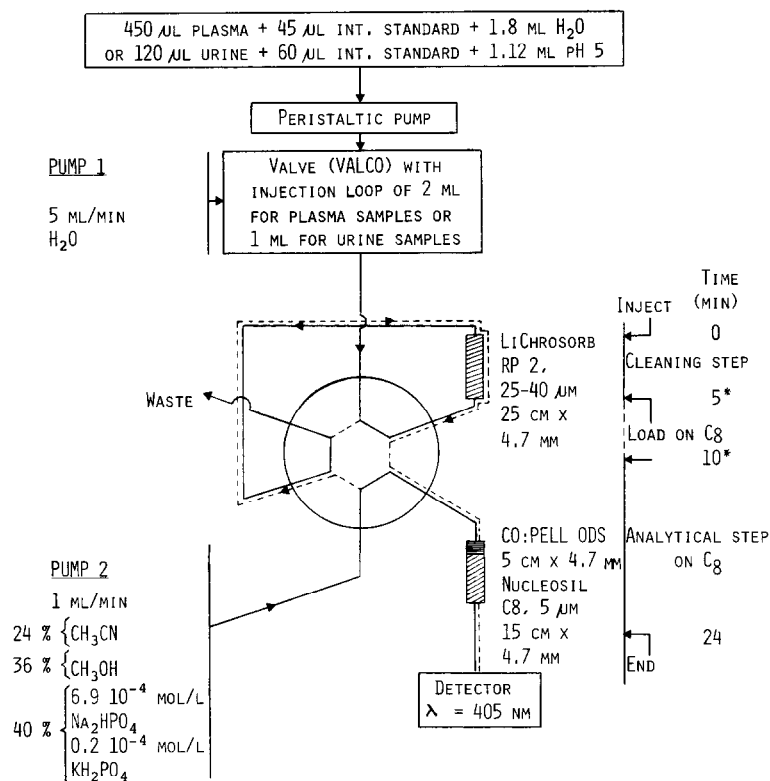 450 µL PLASMA + 45 µL INT. STANDARD + 1.8 ML H₂O
OR 120 µL URINE + 60 µL INT. STANDARD + 1.12 ML PH 5
PERISTALTIC PUMP
PUMP 1
5 ML/MIN
H₂O
VALVE (VALCO) WITH
INJECTION LOOP OF 2 ML
FOR PLASMA SAMPLES OR
1 ML FOR URINE SAMPLES
WASTE
LICHROSORB
RP 2,
25-40 µM
25 CM X
4.7 MM
TIME
(MIN)
INJECT
0
CLEANING STEP
5*
LOAD ON C₈
10*
ANALYTICAL STEP
ON C₈
24
END
CO:PELL ODS
5 CM X 4.7 MM
NUCLEOSIL
C8, 5 µM
15 CM X
4.7 MM
DETECTOR
λ = 405 NM
PUMP 2
1 ML/MIN
24 % { CH₃CN
36 % { CH₃OH
40 % { 6.9 10⁻⁴ MOL/L
NA₂HPO₄
0.2 10⁻⁴ MOL/L
KH₂PO₄